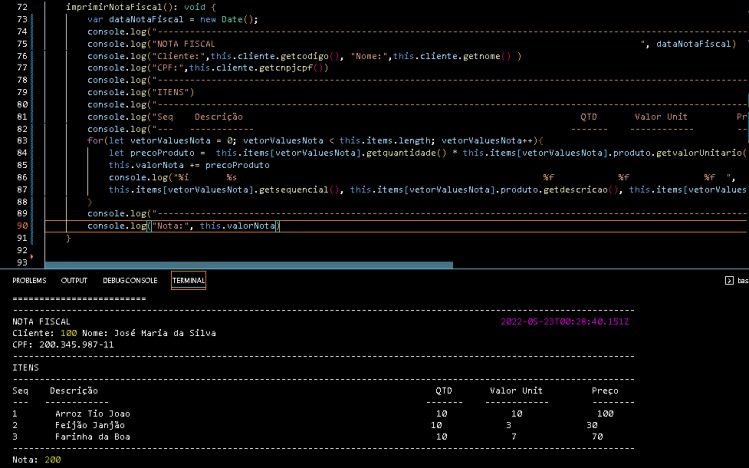 72 imprimirNotaFiscal(): void {
73 var dataNotaFiscal = new Date();
74 console.log("---------------------------------------------------------------
75 console.log("NOTA FISCAL ", dataNotaFiscal)
76 console.log("Cliente:",this.cliente.getcodigo(), "Nome:",this.cliente.getnome() )
77 console.log("CPF:",this.cliente.getcnpjcpf())
78 console.log("---------------------------------------------------------------
79 console.log("ITENS")
80 console.log("---------------------------------------------------------------
81 console.log("Seq Descrição QTD Valor Unit Pr
82 console.log("--- ------------ ------- ------------ --
83 for(let vetorValuesNota = 0; vetorValuesNota < this.items.length; vetorValuesNota++){
84 let precoProduto = this.items[vetorValuesNota].getquantidade() * this.items[vetorValuesNota].produto.getvalorUnitario(
85 this.valorNota += precoProduto
86 console.log("%i %s %f %f %f ",
87 this.items[vetorValuesNota].getsequencial(), this.items[vetorValuesNota].produto.getdescricao(), this.items[vetorValues
88 }
89 console.log("---------------------------------------------------------------
90 console.log("Nota:", this.valorNota)
91 }
92
93
PROBLEMS OUTPUT DEBUG CONSOLE TERMINAL bas
=========================
---------------------------------------------------------------
NOTA FISCAL 2022-05-23T00:28:40.151Z
Cliente: 100 Nome: José Maria da Silva
CPF: 200.345.987-11
---------------------------------------------------------------
ITENS
---------------------------------------------------------------
Seq Descrição QTD Valor Unit Preço
--- ------------ ------- ------------ --------
1 Arroz Tio Joao 10 10 100
2 Feijão Janjão 10 3 30
3 Farinha da Boa 10 7 70
---------------------------------------------------------------
Nota: 200